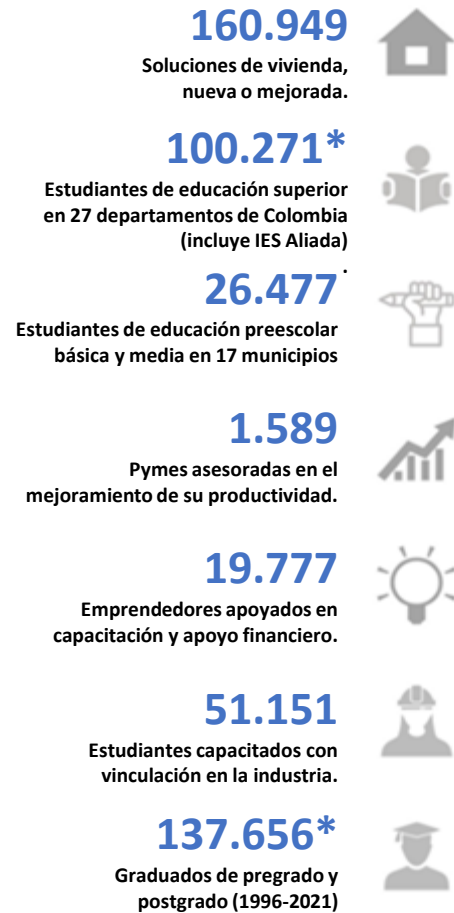 160.949
Soluciones de vivienda,
nueva o mejorada.
100.271*
Estudiantes de educación superior
en 27 departamentos de Colombia
(incluye IES Aliada)
.
26.477
Estudiantes de educación preescolar
básica y media en 17 municipios
1.589
Pymes asesoradas en el
mejoramiento de su productividad.
19.777
Emprendedores apoyados en
capacitación y apoyo financiero.
51.151
Estudiantes capacitados con
vinculación en la industria.
137.656*
Graduados de pregrado y
postgrado (1996-2021)